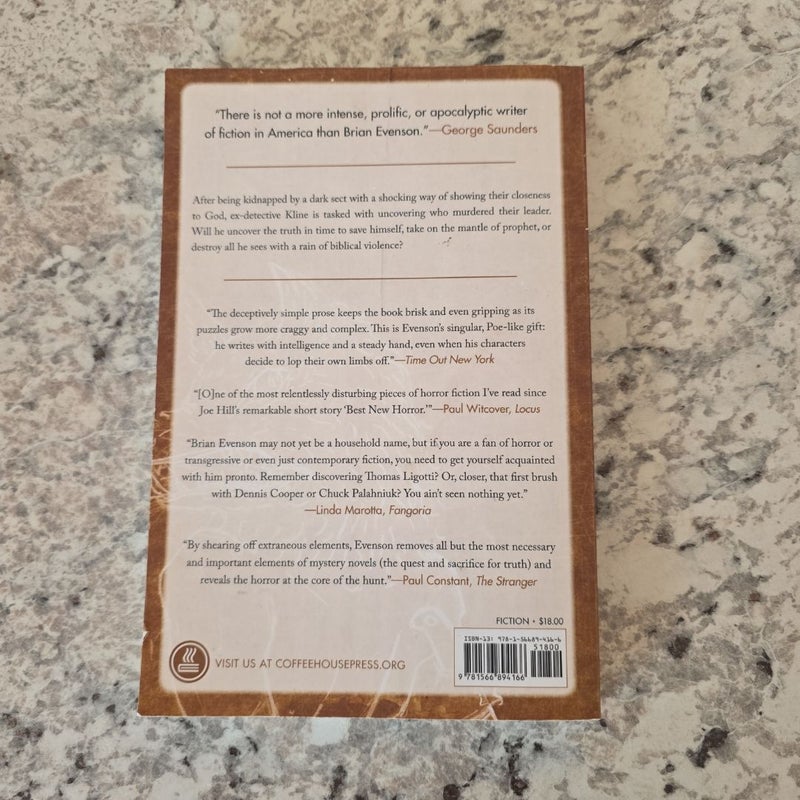 “There is not a more intense, prolific, or apocalyptic writer
of fiction in America than Brian Evenson.”—George Saunders
After being kidnapped by a dark sect with a shocking way of showing their closeness
to God, ex-detective Kline is tasked with uncovering who murdered their leader.
Will he uncover the truth in time to save himself, take on the mantle of prophet, or
destroy all he sees with a rain of biblical violence?
“The deceptively simple prose keeps the book brisk and even gripping as its
puzzles grow more craggy and complex. This is Evenson’s singular, Poe-like gift:
he writes with intelligence and a steady hand, even when his characters
decide to lop their own limbs off.”—Time Out New York
“[O]ne of the most relentlessly disturbing pieces of horror fiction I’ve read since
Joe Hill’s remarkable short story ‘Best New Horror.’”—Paul Witcover, Locus
“Brian Evenson may not yet be a household name, but if you are a fan of horror or
transgressive or even just contemporary fiction, you need to get yourself acquainted
with him pronto. Remember discovering Thomas Ligotti? Or, closer, that first brush
with Dennis Cooper or Chuck Palahniuk? You ain’t seen nothing yet.”
—Linda Marotta, Fangoria
“By shearing off extraneous elements, Evenson removes all but the most necessary
and important elements of mystery novels (the quest and sacrifice for truth) and
reveals the horror at the core of the hunt.”—Paul Constant, The Stranger
FICTION • $18.00
ISBN-13: 978-1-56689-416-6
51800
9 781566 894166
VISIT US AT COFFEEHOUSEPRESS.ORG